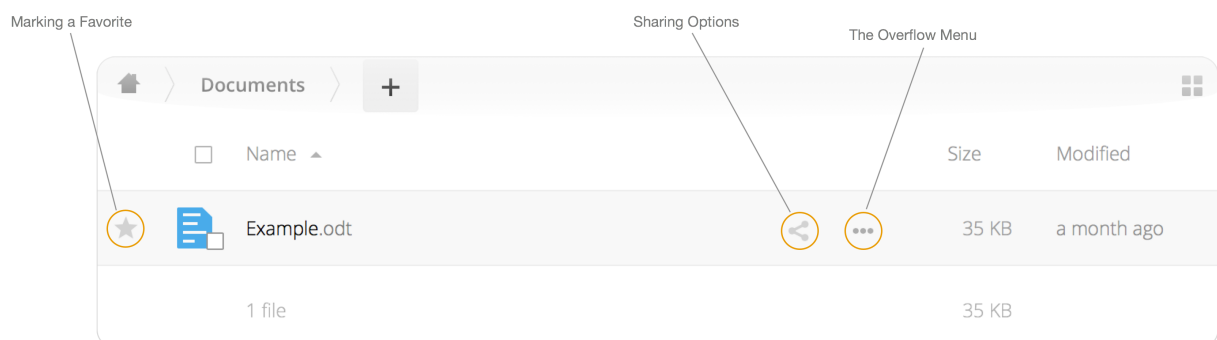 Marking a Favorite
Sharing Options
The Overflow Menu
Documents +
Name Size Modified
Example.odt 35 KB a month ago
1 file 35 KB